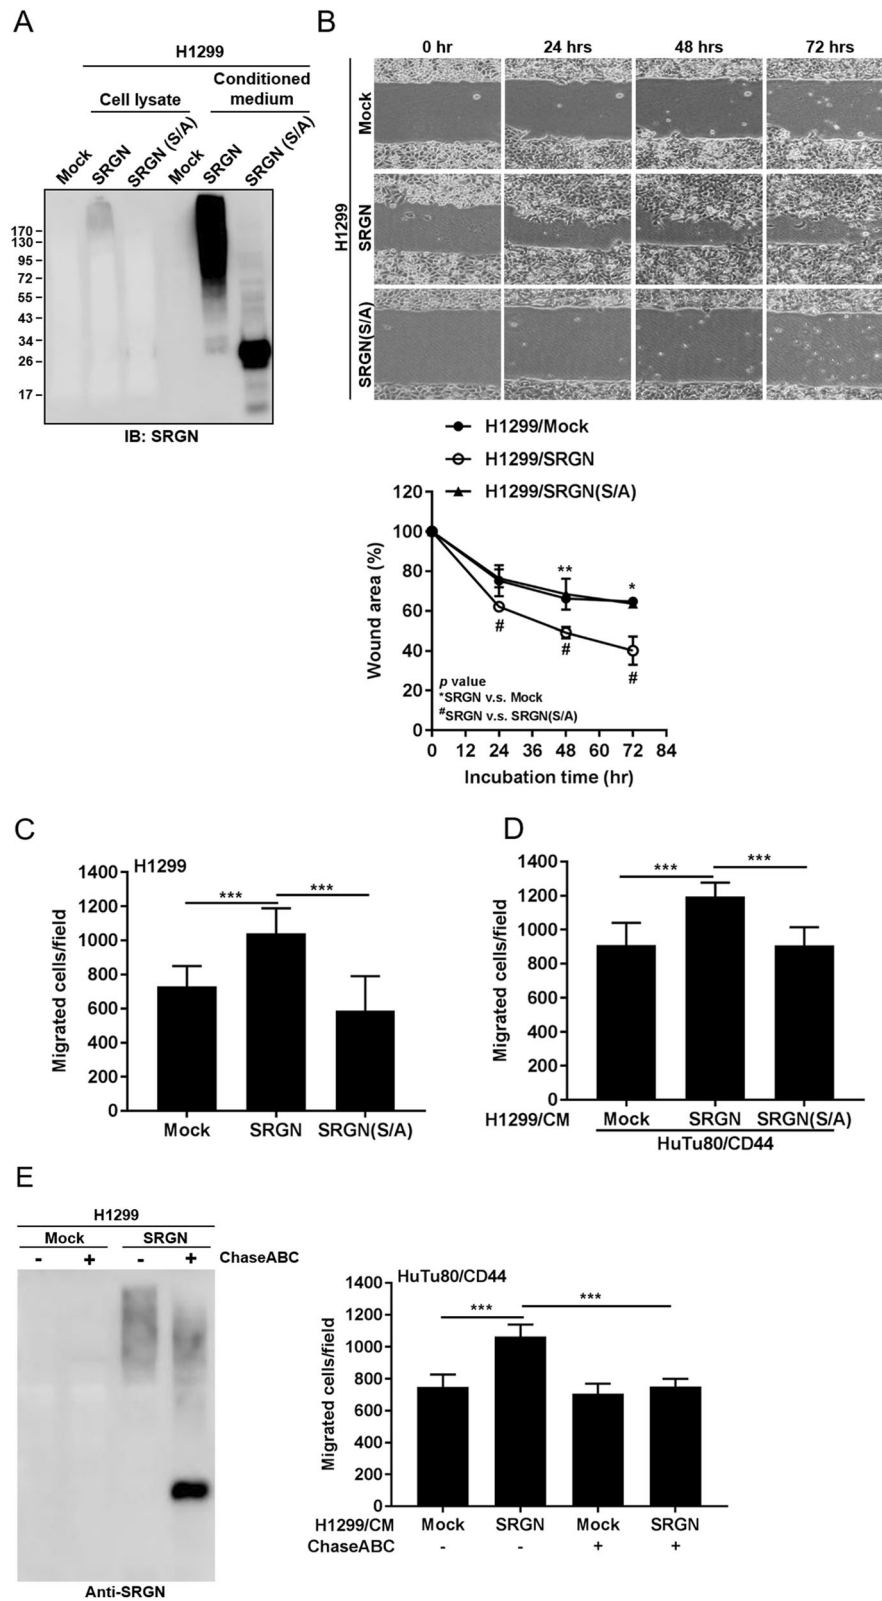 A
H1299
Cell lysate
Conditioned medium
Mock
SRGN
SRGN (S/A)
Mock
SRGN
SRGN (S/A)
170
130
95
72
55
43
34
26
17
IB: SRGN
B
0 hr 24 hrs 48 hrs 72 hrs
H1299
Mock
SRGN
SRGN(S/A)
H1299/Mock
H1299/SRGN
H1299/SRGN(S/A)
Wound area (%)
120
100
80
60
40
20
0
** *
# # #
p value
*SRGN v.s. Mock
#SRGN v.s. SRGN(S/A)
0 12 24 36 48 60 72 84
Incubation time (hr)
C
H1299
Migrated cells/field
1400
1200
1000
800
600
400
200
0
*** ***
Mock SRGN SRGN(S/A)
D
Migrated cells/field
1400
1200
1000
800
600
400
200
0
*** ***
H1299/CM Mock SRGN SRGN(S/A)
HuTu80/CD44
E
H1299
Mock SRGN
- + - + ChaseABC
Anti-SRGN
HuTu80/CD44
Migrated cells/field
1400
1200
1000
800
600
400
200
0
*** ***
H1299/CM Mock SRGN Mock SRGN
ChaseABC - - + +